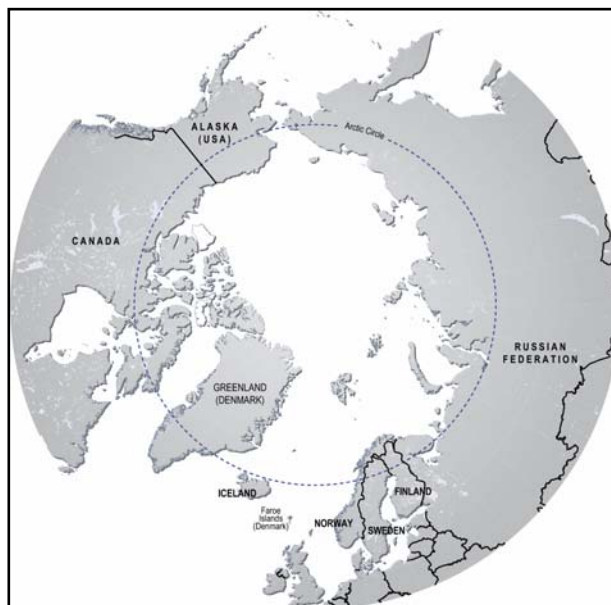 ALASKA
(USA)
Arctic Circle
CANADA
RUSSIAN
FEDERATION
GREENLAND
(DENMARK)
ICELAND
FINLAND
Faroe
Islands
(Denmark)
NORWAY
SWEDEN